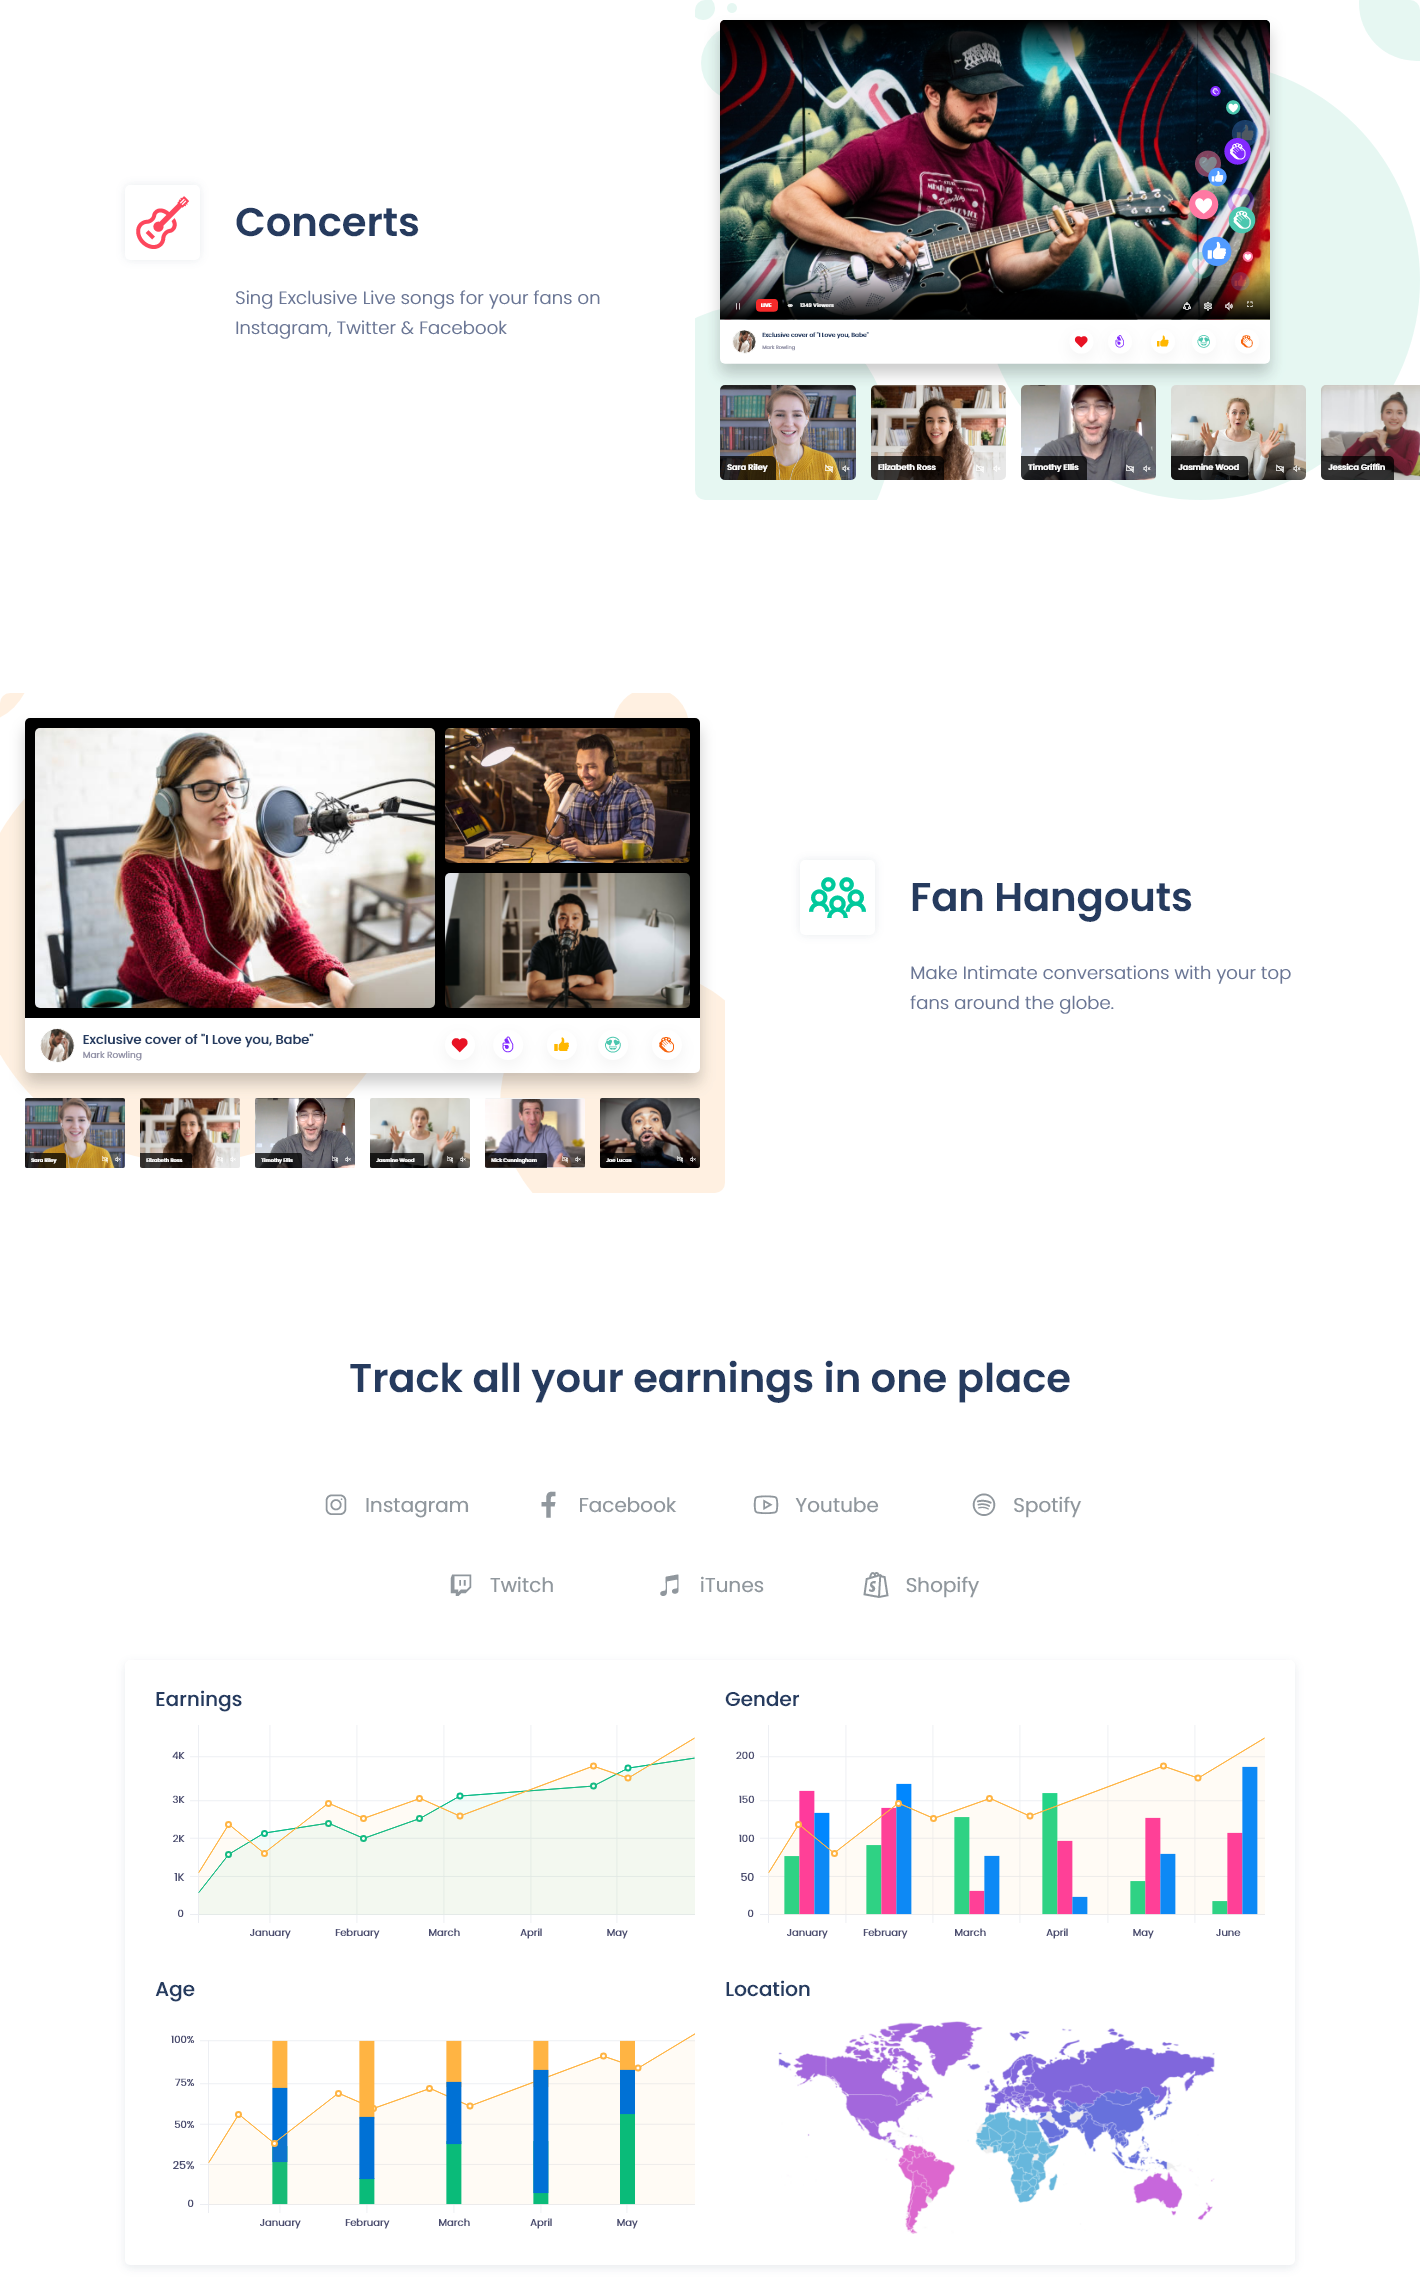 Concerts
Sing Exclusive Live songs for your fans on
Instagram, Twitter & Facebook
LIVE
1349 Viewers
Exclusive cover of "I Love you, Babe"
Mark Rowling
Sara Riley
Elizabeth Ross
Timothy Ellis
Jasmine Wood
Jessica Griffin
Exclusive cover of "I Love you, Babe"
Mark Rowling
Sara Riley
Elizabeth Ross
Timothy Ellis
Jasmine Wood
Nick Cunningham
Joe Lucas
Fan Hangouts
Make Intimate conversations with your top
fans around the globe.
Track all your earnings in one place
Instagram
Facebook
Youtube
Spotify
Twitch
iTunes
Shopify
Earnings
4K
3K
2K
1K
0
January
February
March
April
May
Gender
200
150
100
50
0
January
February
March
April
May
June
Age
100%
75%
50%
25%
0
January
February
March
April
May
Location